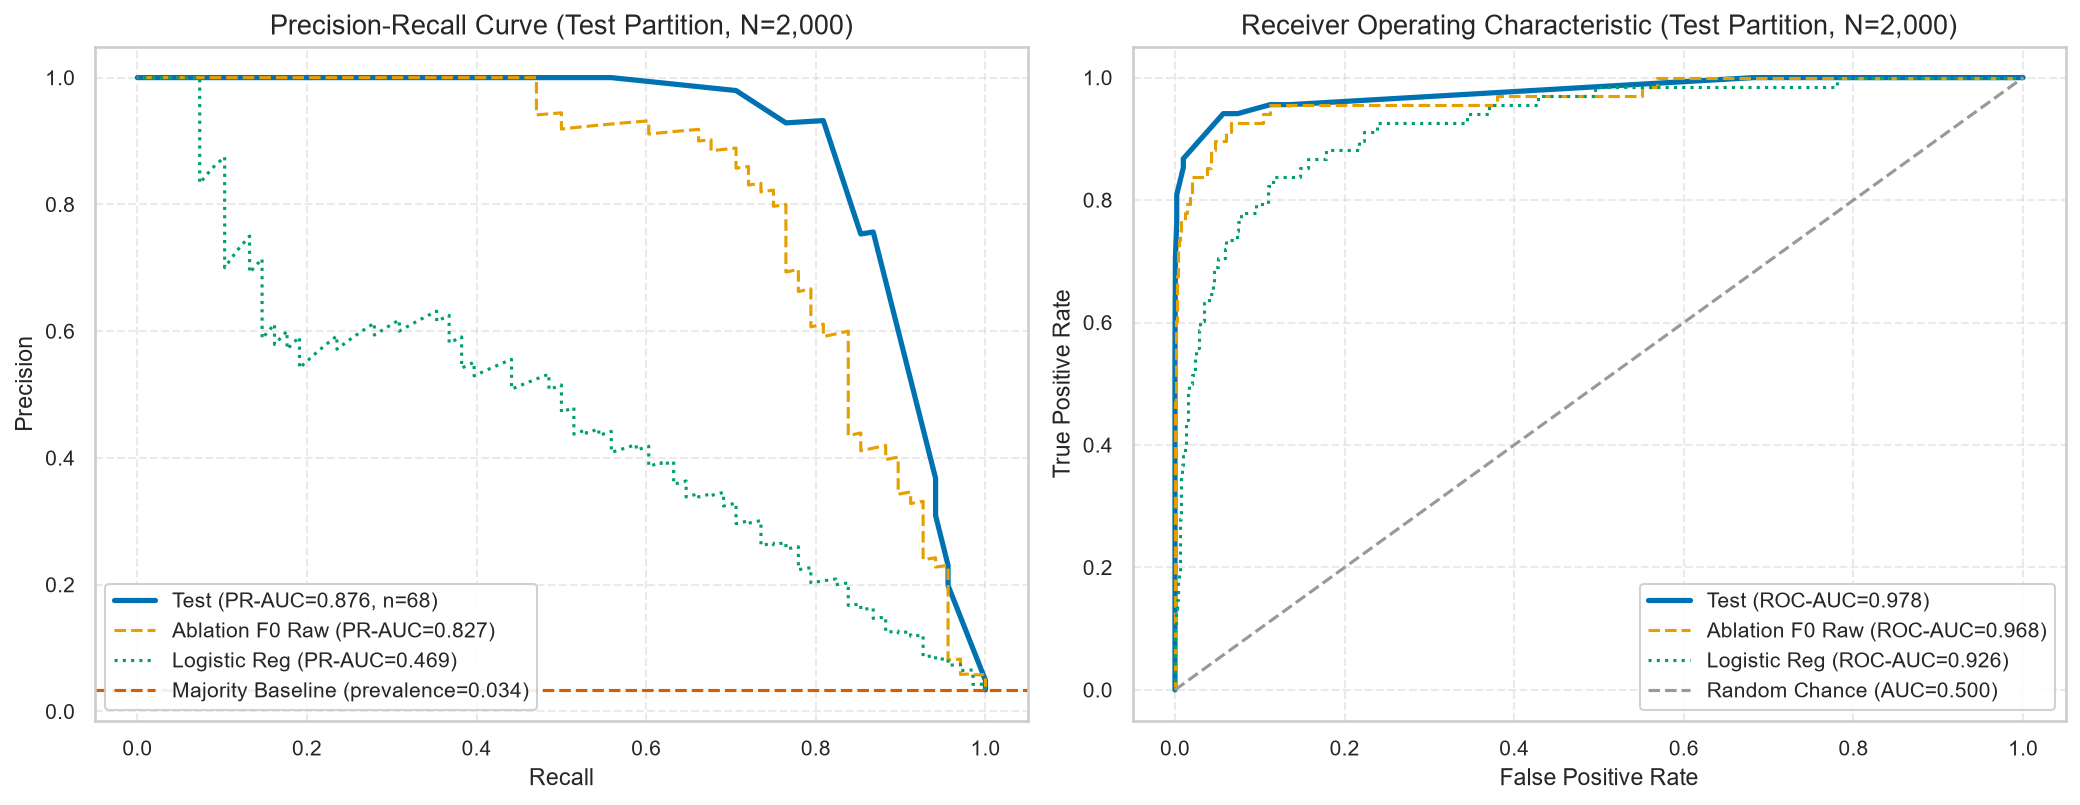 Precision-Recall Curve (Test Partition, N=2,000)
1.0
0.8
0.6
0.4
0.2
0.0
Precision
Test (PR-AUC=0.876, n=68)
Ablation F0 Raw (PR-AUC=0.827)
Logistic Reg (PR-AUC=0.469)
Majority Baseline (prevalence=0.034)
0.0 0.2 0.4 0.6 0.8 1.0
Recall
Receiver Operating Characteristic (Test Partition, N=2,000)
1.0
0.8
0.6
0.4
0.2
0.0
True Positive Rate
Test (ROC-AUC=0.978)
Ablation F0 Raw (ROC-AUC=0.968)
Logistic Reg (ROC-AUC=0.926)
Random Chance (AUC=0.500)
0.0 0.2 0.4 0.6 0.8 1.0
False Positive Rate